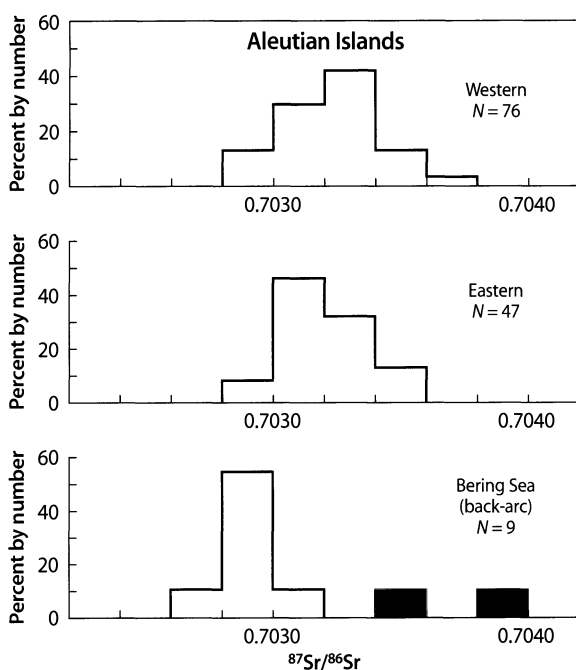 Aleutian Islands
Percent by number
60
40
20
0
Western
N = 76
0.7030
0.7040
Percent by number
60
40
20
0
Eastern
N = 47
0.7030
0.7040
Percent by number
60
40
20
0
Bering Sea
(back-arc)
N = 9
0.7030
0.7040
⁸⁷Sr/⁸⁶Sr